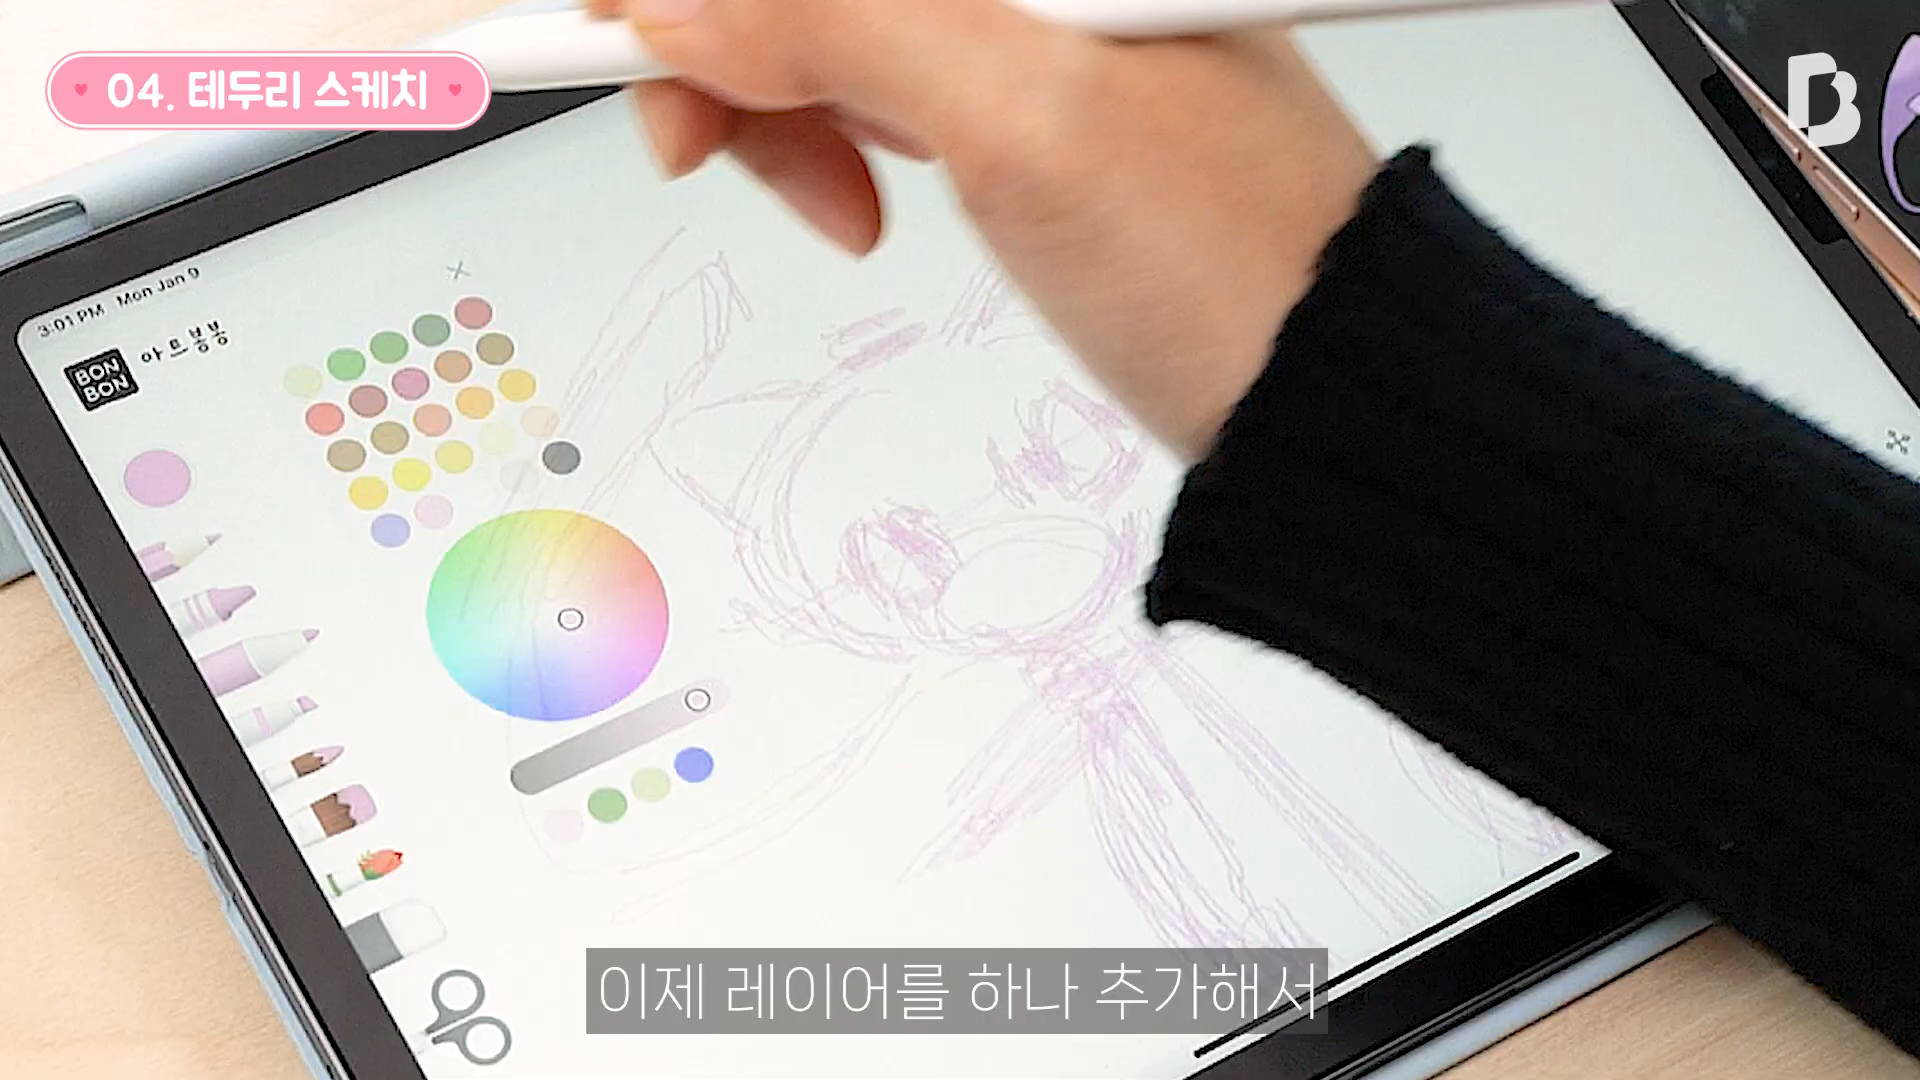 04. 테두리 스케치
B
3:01 PM Mon Jan 9
BON
BON
아트봉봉
이제 레이어를 하나 추가해서